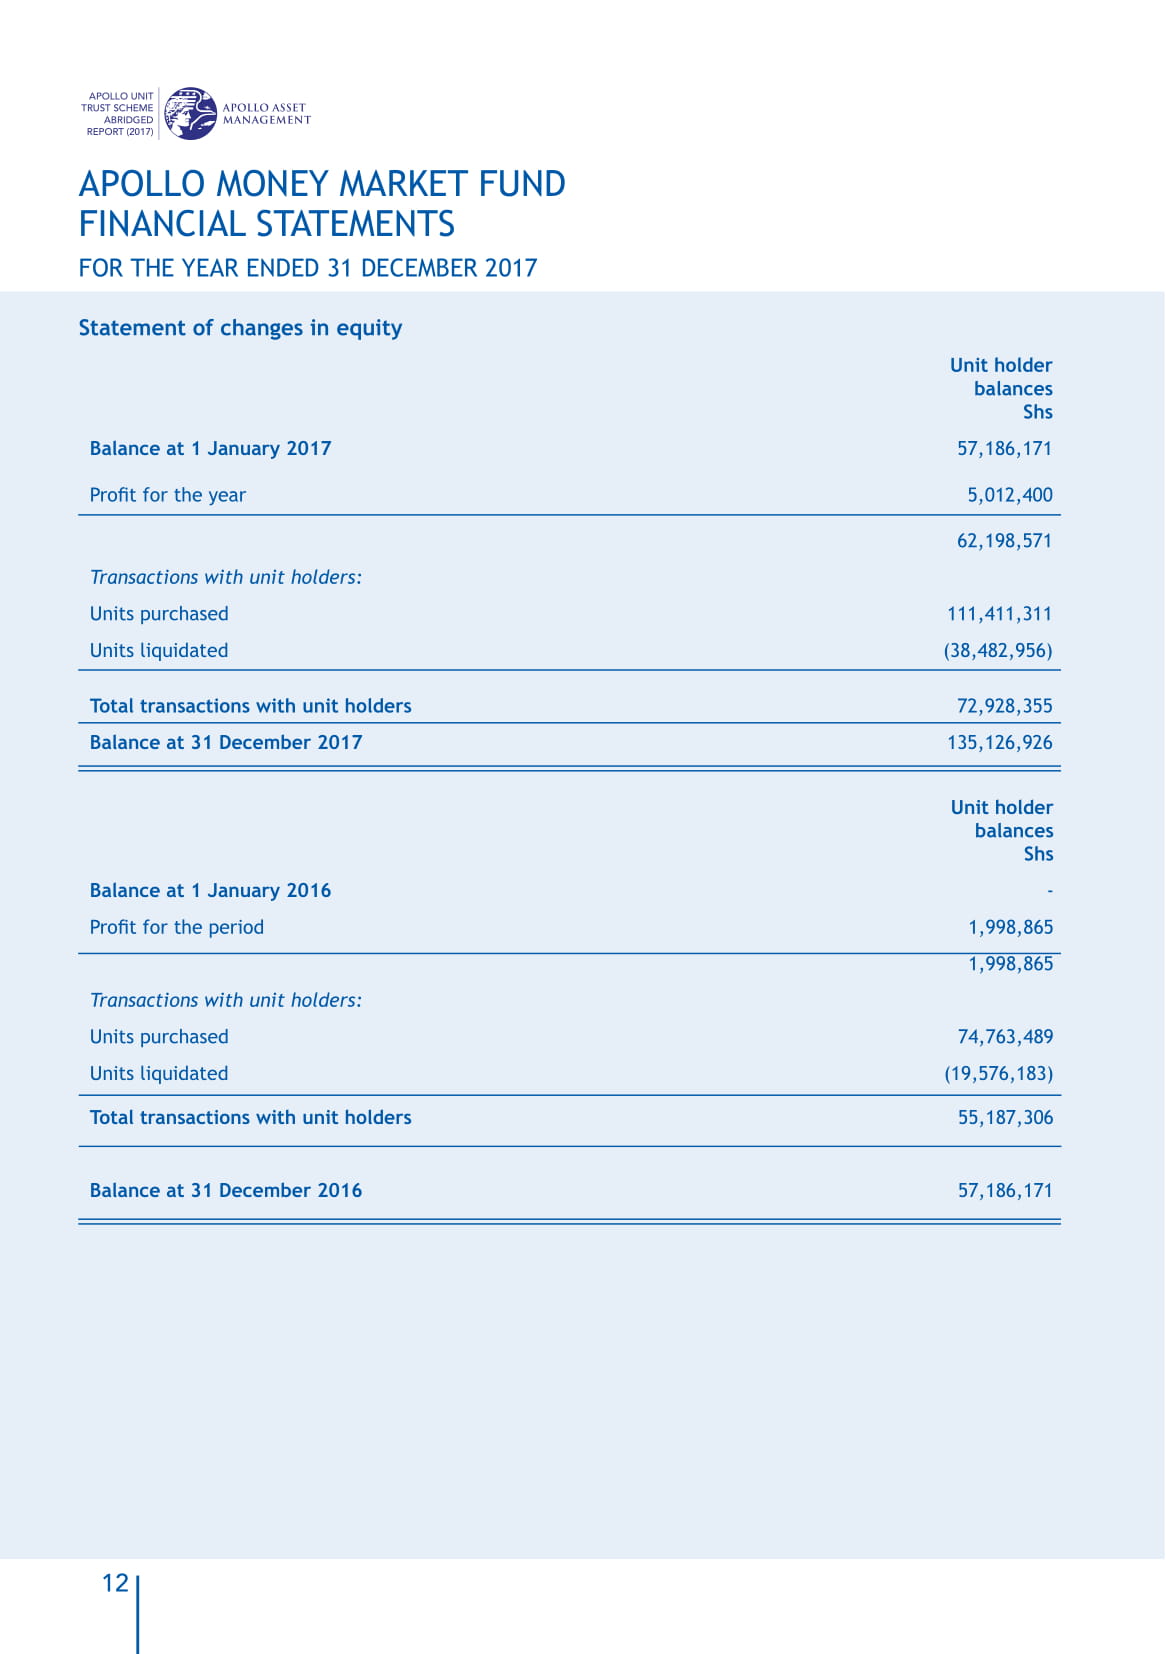 APOLLO UNIT
TRUST SCHEME
ABRIDGED
REPORT (2017)
APOLLO ASSET
MANAGEMENT
APOLLO MONEY MARKET FUND
FINANCIAL STATEMENTS
FOR THE YEAR ENDED 31 DECEMBER 2017
Statement of changes in equity
Unit holder
balances
Shs
Balance at 1 January 2017 57,186,171
Profit for the year 5,012,400
62,198,571
Transactions with unit holders:
Units purchased 111,411,311
Units liquidated (38,482,956)
Total transactions with unit holders 72,928,355
Balance at 31 December 2017 135,126,926
Unit holder
balances
Shs
Balance at 1 January 2016 -
Profit for the period 1,998,865
1,998,865
Transactions with unit holders:
Units purchased 74,763,489
Units liquidated (19,576,183)
Total transactions with unit holders 55,187,306
Balance at 31 December 2016 57,186,171
12